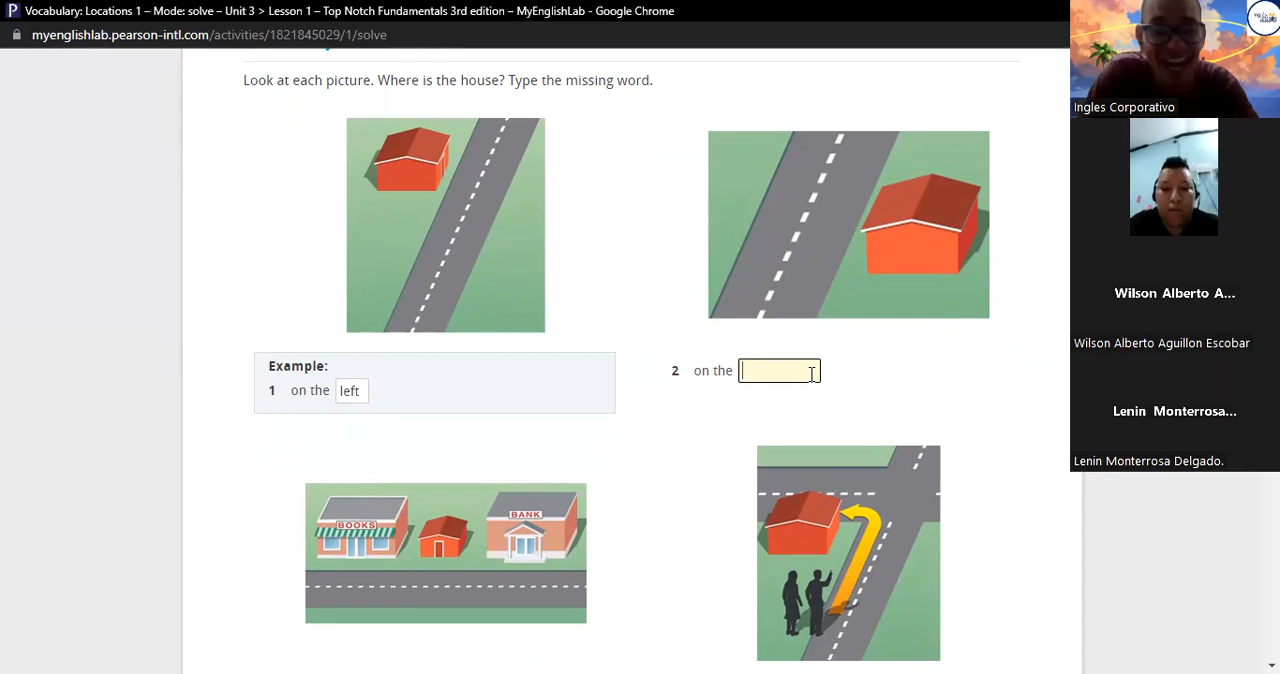 Vocabulary: Locations 1 – Mode: solve – Unit 3 > Lesson 1 – Top Notch Fundamentals 3rd edition – MyEnglishLab - Google Chrome
myenglishlab.pearson-intl.com/activities/1821845029/1/solve
Look at each picture. Where is the house? Type the missing word.
Example:
1 on the left
2 on the
BOOKS
BANK
Ingles Corporativo
Wilson Alberto A...
Wilson Alberto Aguillon Escobar
Lenin Monterrosa...
Lenin Monterrosa Delgado.